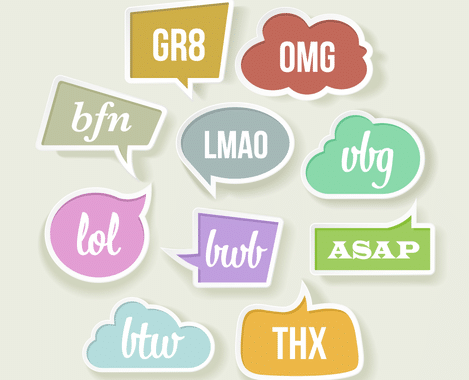 GR8
OMG
bfn
LMAO
vbg
lol
bwb
ASAP
btw
THX